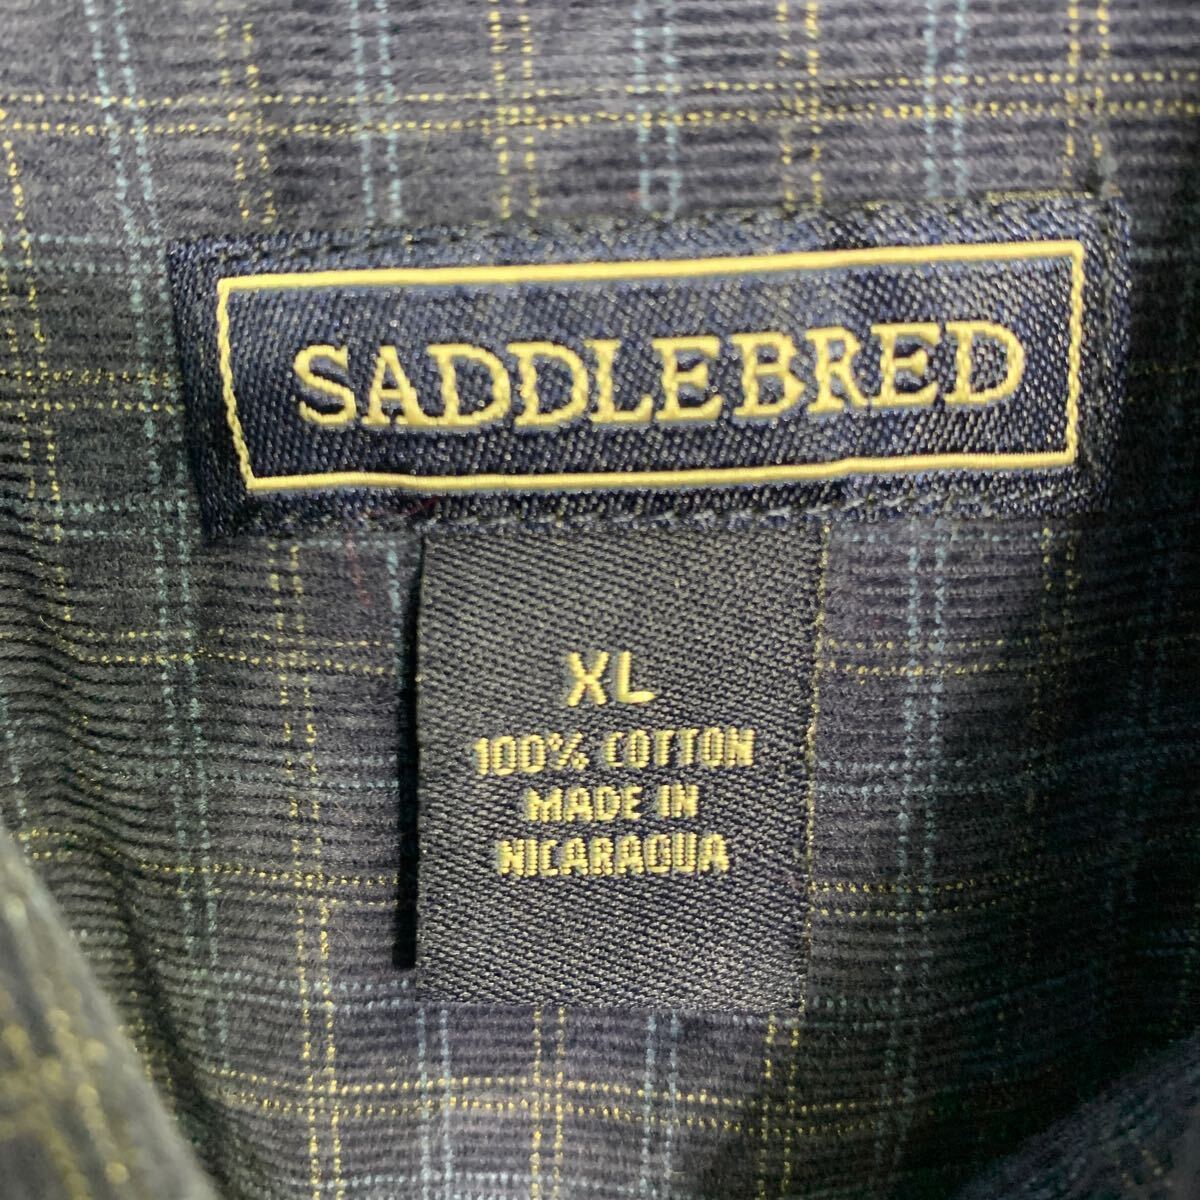 SADDLEBRED
XL
100% COTTON
MADE IN
NICARAGUA